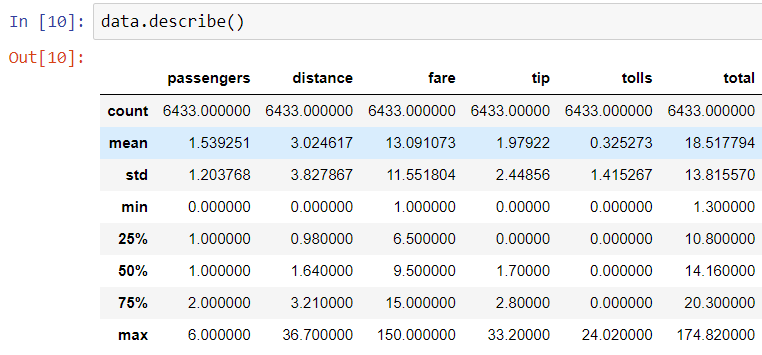 In [10]: data.describe()
Out[10]:
passengers distance fare tip tolls total
count 6433.000000 6433.000000 6433.000000 6433.00000 6433.000000 6433.000000
mean 1.539251 3.024617 13.091073 1.97922 0.325273 18.517794
std 1.203768 3.827867 11.551804 2.44856 1.415267 13.815570
min 0.000000 0.000000 1.000000 0.00000 0.000000 1.300000
25% 1.000000 0.980000 6.500000 0.00000 0.000000 10.800000
50% 1.000000 1.640000 9.500000 1.70000 0.000000 14.160000
75% 2.000000 3.210000 15.000000 2.80000 0.000000 20.300000
max 6.000000 36.700000 150.000000 33.20000 24.020000 174.820000